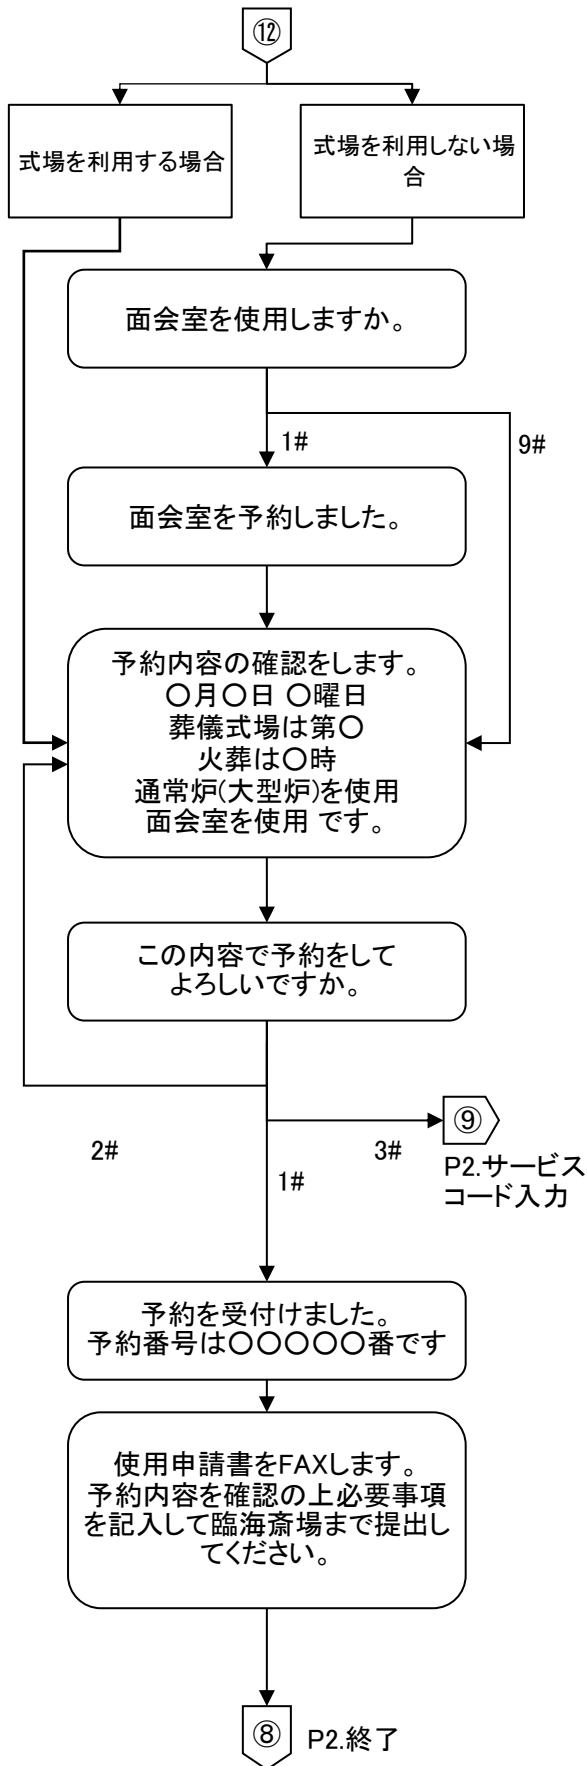 ⑫
式場を利用する場合
式場を利用しない場
合
面会室を使用しますか。
1#
9#
面会室を予約しました。
予約内容の確認をします。
〇月〇日 〇曜日
葬儀式場は第〇
火葬は〇時
通常炉(大型炉)を使用
面会室を使用 です。
この内容で予約をして
よろしいですか。
2#
1#
3#
⑨
P2.サービス
コード入力
予約を受付けました。
予約番号は〇〇〇〇〇番です
使用申請書をFAXします。
予約内容を確認の上必要事項
を記入して臨海斎場まで提出し
てください。
⑧
P2.終了